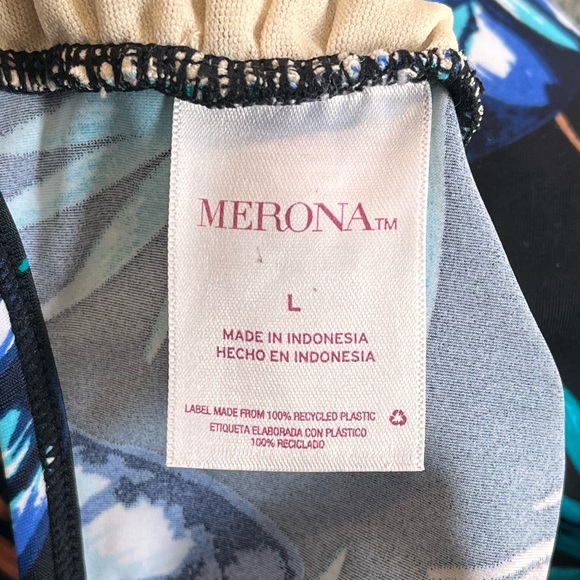 MERONA™
L
MADE IN INDONESIA
HECHO EN INDONESIA
LABEL MADE FROM 100% RECYCLED PLASTIC
ETIQUETA ELABORADA CON PLÁSTICO
100% RECICLADO